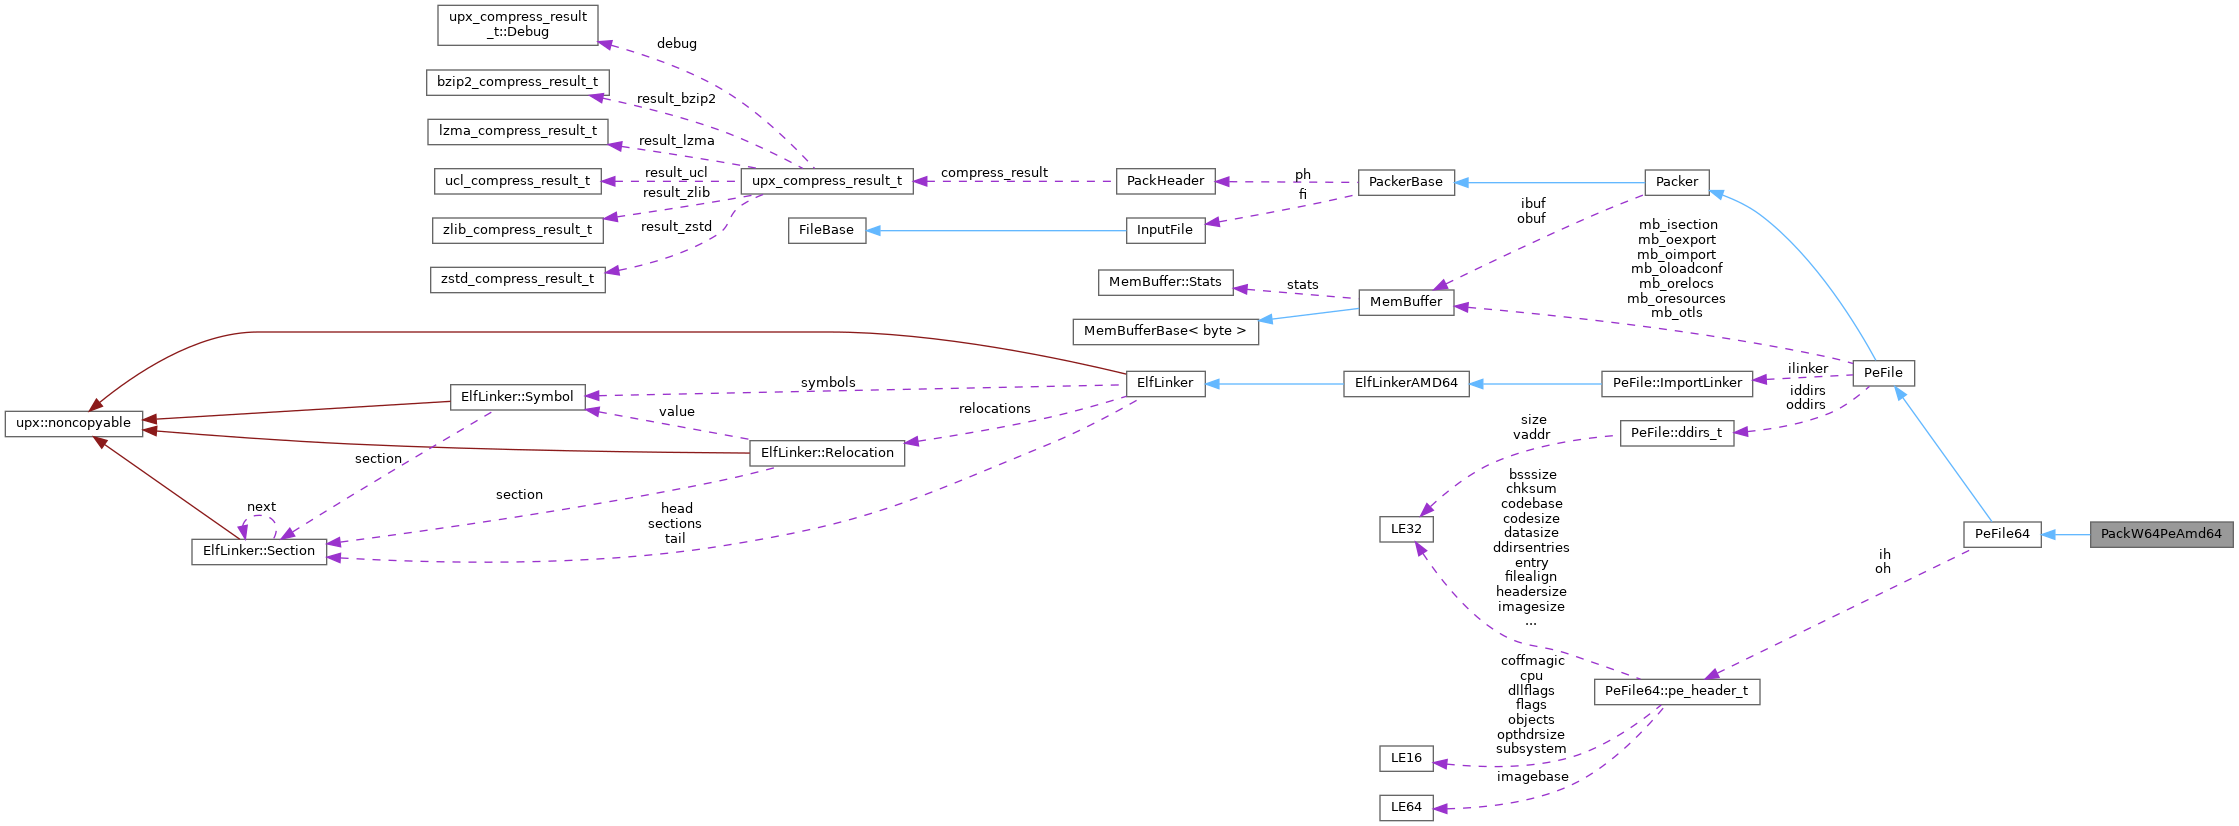 upx_compress_result
_t::Debug
debug
bzip2_compress_result_t
result_bzip2
lzma_compress_result_t
result_lzma
ucl_compress_result_t
result_ucl
upx_compress_result_t
compress_result
PackHeader
ph
PackerBase
Packer
result_zlib
fi
zlib_compress_result_t
result_zstd
FileBase
InputFile
ibuf
obuf
zstd_compress_result_t
MemBuffer::Stats
stats
MemBuffer
MemBufferBase< byte >
mb_isection
mb_oexport
mb_oimport
mb_oloadconf
mb_orelocs
mb_oresources
mb_otls
PeFile
ilinker
iddirs
oddirs
PeFile::ImportLinker
ElfLinkerAMD64
ElfLinker
symbols
ElfLinker::Symbol
value
relocations
upx::noncopyable
ElfLinker::Relocation
section
section
head
sections
tail
next
ElfLinker::Section
PeFile::ddirs_t
size
vaddr
LE32
bsssize
chksum
codebase
codesize
datasize
ddirsentries
entry
filealign
headersize
imagesize
...
PeFile64
PackW64PeAmd64
ih
oh
PeFile64::pe_header_t
coffmagic
cpu
dllflags
flags
objects
opthdrsize
subsystem
LE16
imagebase
LE64